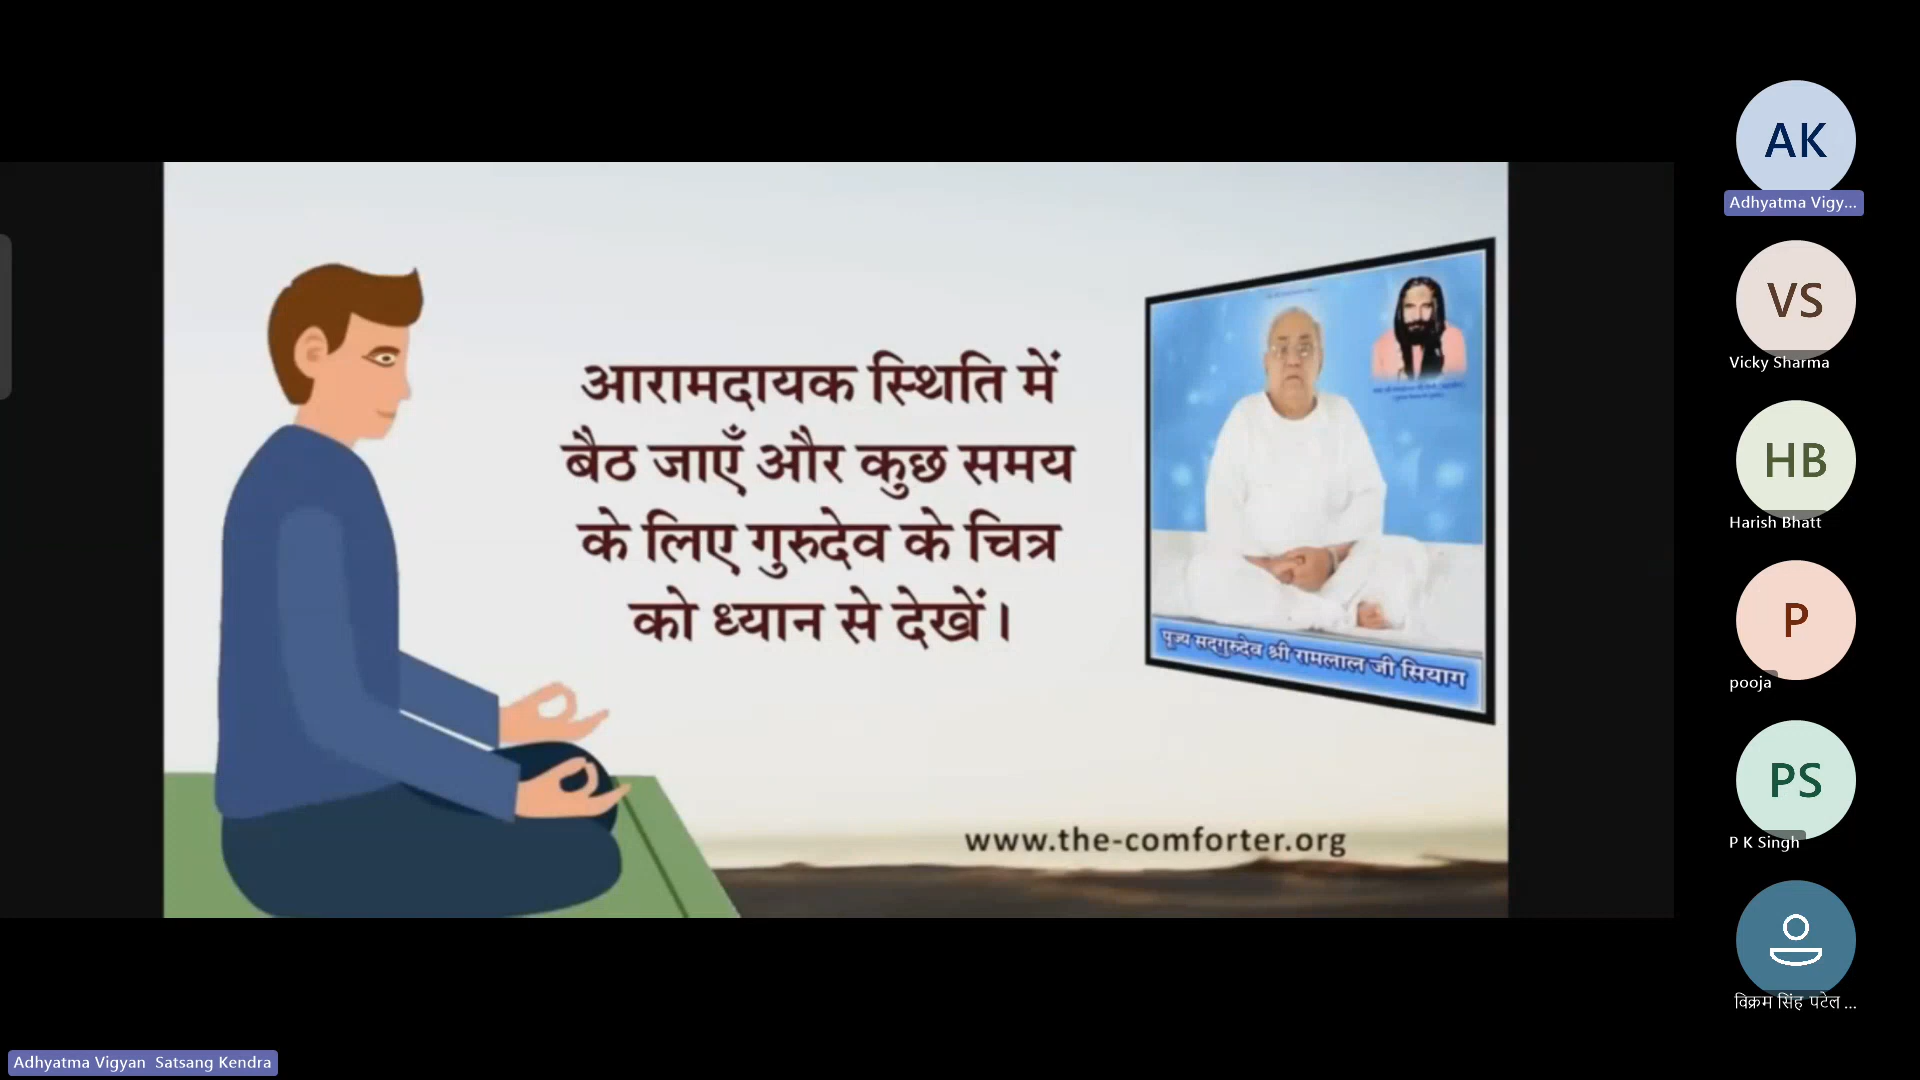 आरामदायक स्थिति में
बैठ जाएँ और कुछ समय
के लिए गुरुदेव के चित्र
को ध्यान से देखें।
पूज्य सद्‌गुरुदेव श्री रामलाल जी सियाग
www.the-comforter.org
AK
Adhyatma Vigy...
VS
Vicky Sharma
HB
Harish Bhatt
P
pooja
PS
P K Singh
विक्रम सिंह पटेल ...
Adhyatma Vigyan Satsang Kendra